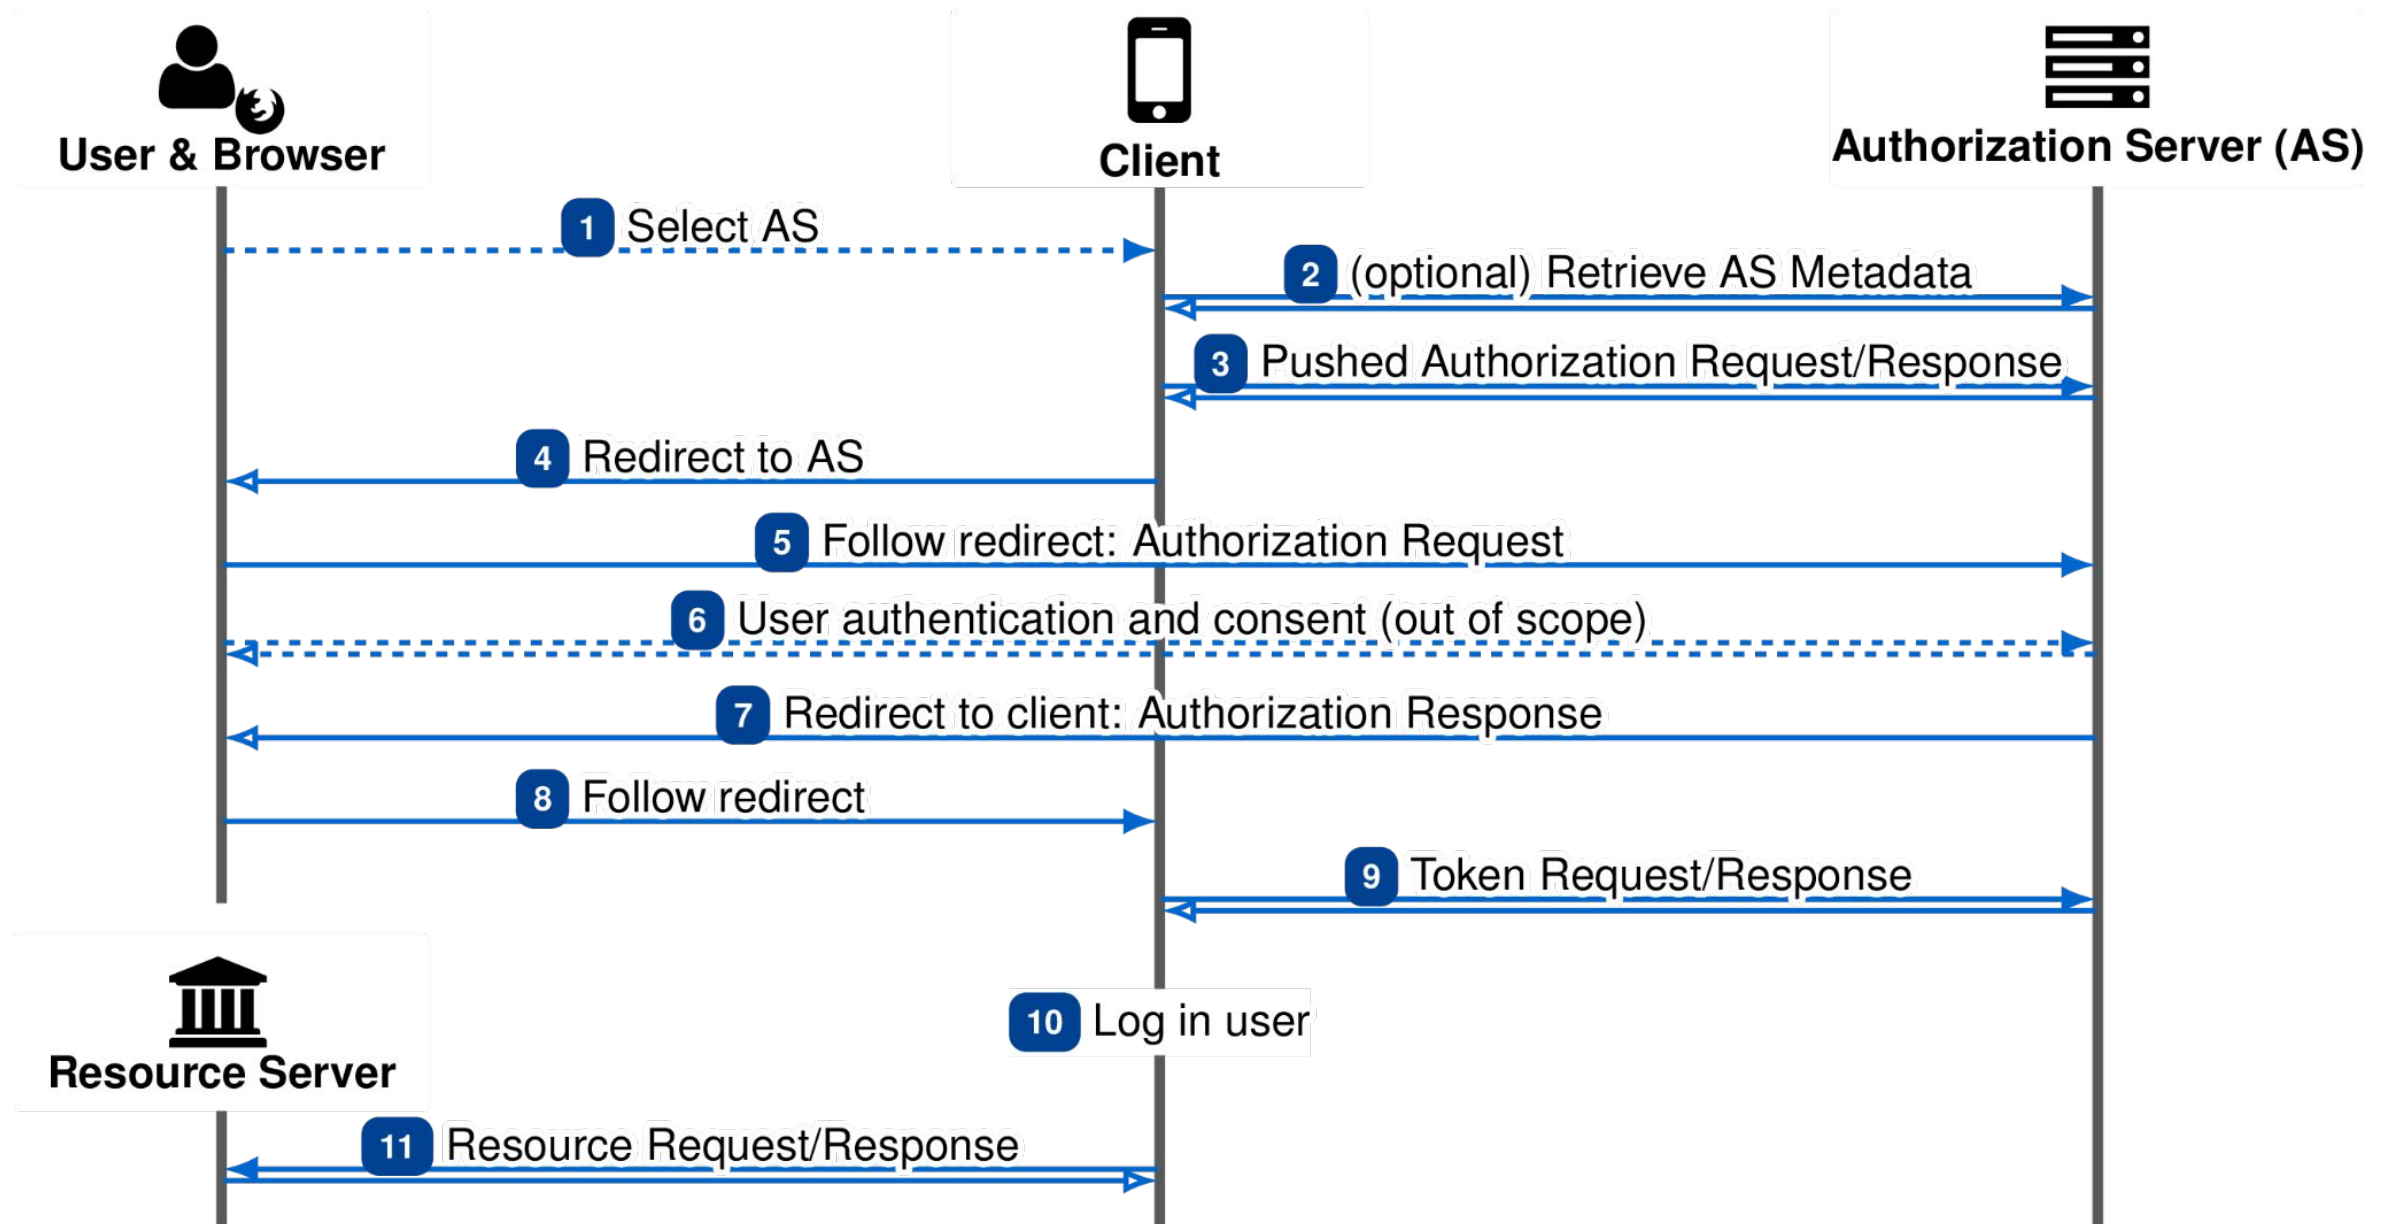 User & Browser
Client
Authorization Server (AS)
1 Select AS
2 (optional) Retrieve AS Metadata
3 Pushed Authorization Request/Response
4 Redirect to AS
5 Follow redirect: Authorization Request
6 User authentication and consent (out of scope)
7 Redirect to client: Authorization Response
8 Follow redirect
9 Token Request/Response
10 Log in user
Resource Server
11 Resource Request/Response